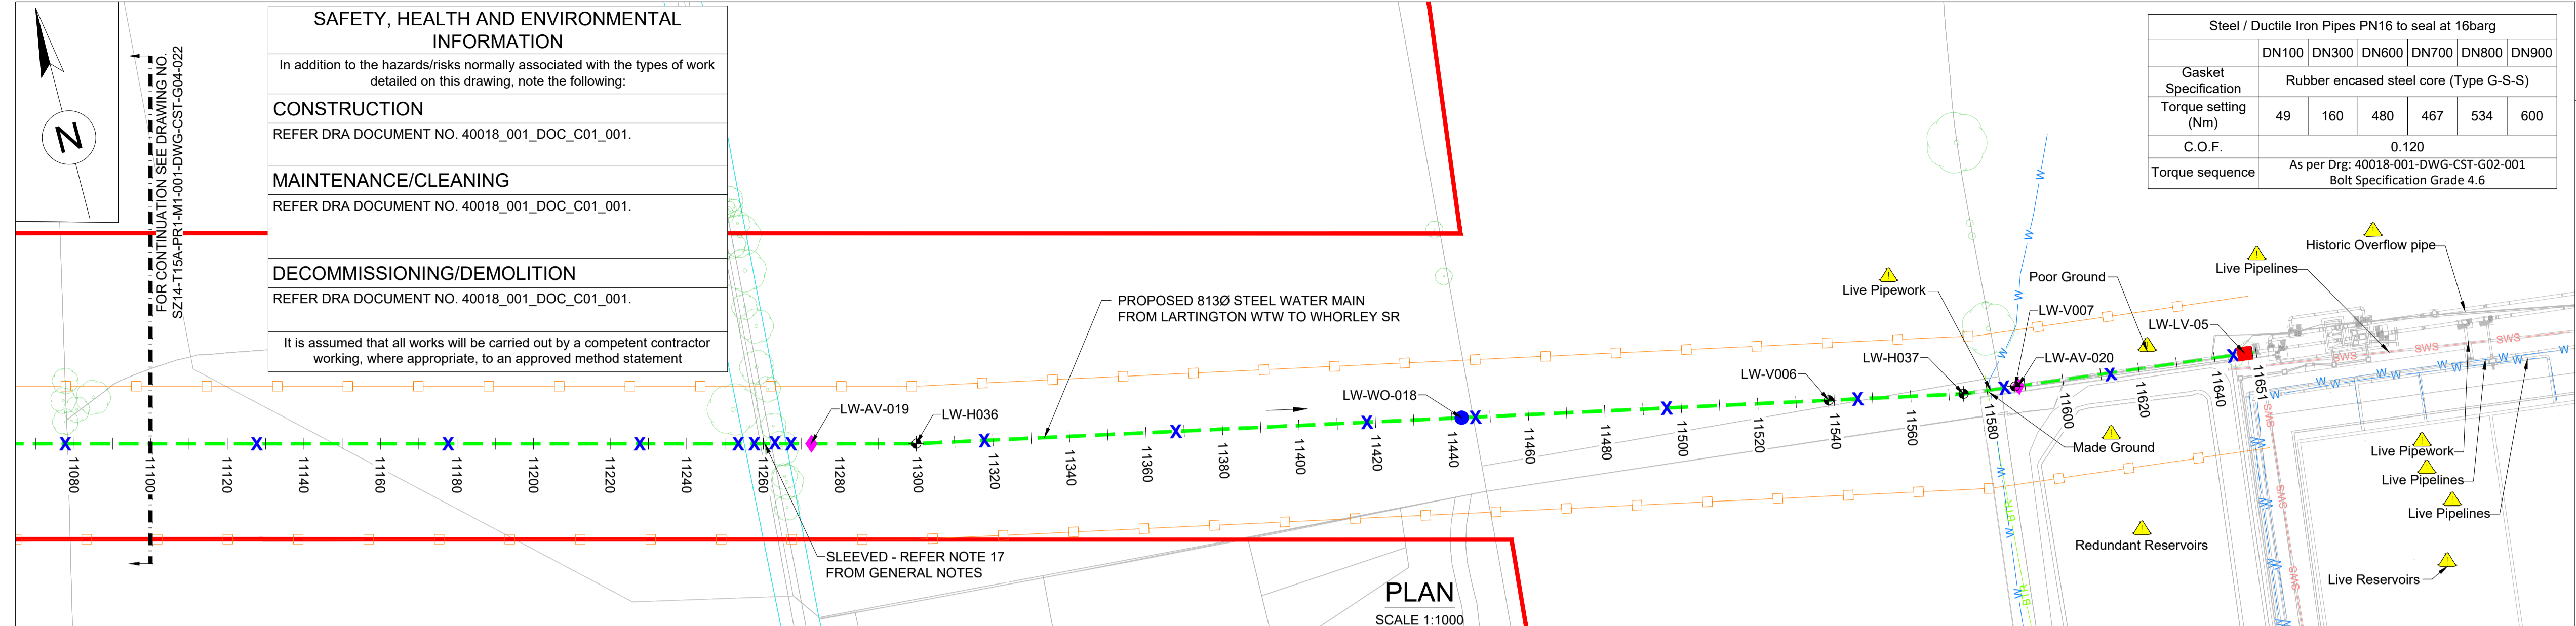 N
FOR CONTINUATION SEE DRAWING NO.
SZ14-T15A-PR1-M1-001-DWG-CST-G04-022
SAFETY, HEALTH AND ENVIRONMENTAL
INFORMATION
In addition to the hazards/risks normally associated with the types of work
detailed on this drawing, note the following:
CONSTRUCTION
REFER DRA DOCUMENT NO. 40018_001_DOC_C01_001.
MAINTENANCE/CLEANING
REFER DRA DOCUMENT NO. 40018_001_DOC_C01_001.
DECOMMISSIONING/DEMOLITION
REFER DRA DOCUMENT NO. 40018_001_DOC_C01_001.
It is assumed that all works will be carried out by a competent contractor
working, where appropriate, to an approved method statement
Steel / Ductile Iron Pipes PN16 to seal at 16barg
DN100 DN300 DN600 DN700 DN800 DN900
Gasket
Specification
Rubber encased steel core (Type G-S-S)
Torque setting
(Nm)
49 160 480 467 534 600
C.O.F. 0.120
Torque sequence
As per Drg: 40018-001-DWG-CST-G02-001
Bolt Specification Grade 4.6
PROPOSED 813Ø STEEL WATER MAIN
FROM LARTINGTON WTW TO WHORLEY SR
LW-AV-019
LW-H036
LW-WO-018
LW-V006
LW-H037
Live Pipework
Poor Ground
LW-V007
LW-LV-05
LW-AV-020
Live Pipelines
Historic Overflow pipe
Made Ground
Live Pipework
Live Pipelines
Live Pipelines
Redundant Reservoirs
Live Reservoirs
SLEEVED - REFER NOTE 17
FROM GENERAL NOTES
11080
11100
11120
11140
11160
11180
11200
11220
11240
11260
11280
11300
11320
11340
11360
11380
11400
11420
11440
11460
11480
11500
11520
11540
11560
11580
11600
11620
11640
11651
W
W
W
W
W
W
W
W
BTR
BTR
SWS
SWS
SWS
SWS
SWS
SWS
W
W
W
W
W
W
W
W
W
W
W
W
PLAN
SCALE 1:1000